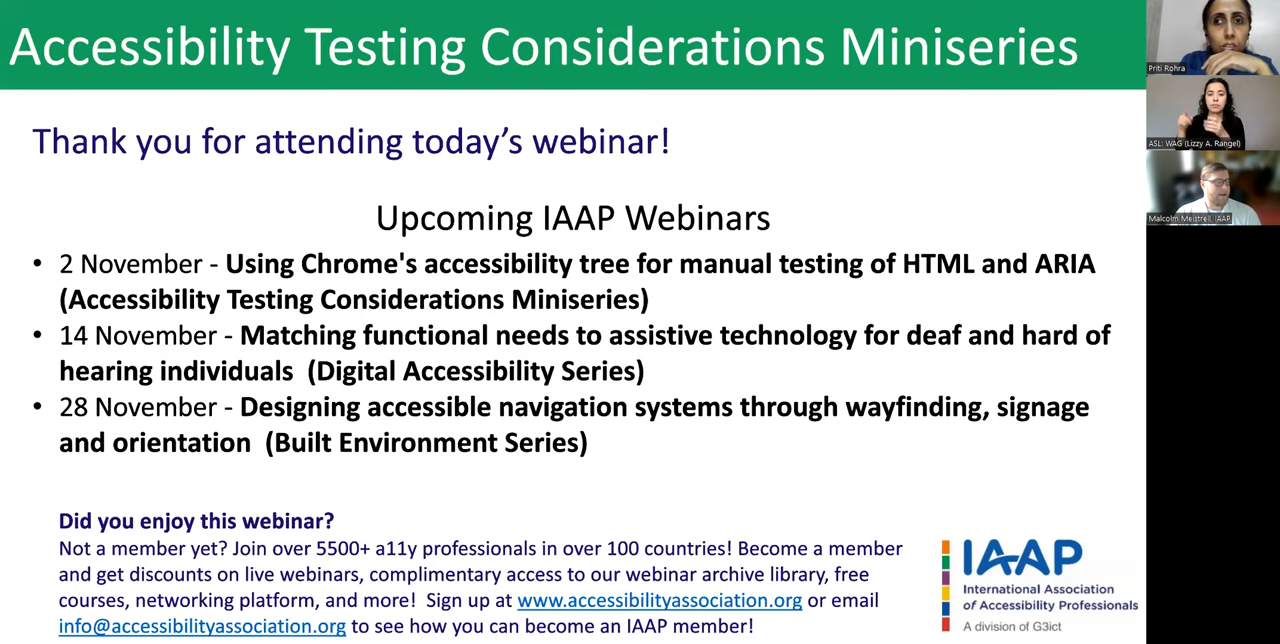 Accessibility Testing Considerations Miniseries
Thank you for attending today's webinar!
Upcoming IAAP Webinars
• 2 November - Using Chrome's accessibility tree for manual testing of HTML and ARIA
(Accessibility Testing Considerations Miniseries)
• 14 November - Matching functional needs to assistive technology for deaf and hard of
hearing individuals (Digital Accessibility Series)
• 28 November - Designing accessible navigation systems through wayfinding, signage
and orientation (Built Environment Series)
Did you enjoy this webinar?
Not a member yet? Join over 5500+ a11y professionals in over 100 countries! Become a member
and get discounts on live webinars, complimentary access to our webinar archive library, free
courses, networking platform, and more! Sign up at www.accessibilityassociation.org or email
info@accessibilityassociation.org to see how you can become an IAAP member!
IAAP
International Association
of Accessibility Professionals
A division of G3ict
Priti Rohra
ASL: WAG (Lizzy A. Rangel)
Malcolm Meistrell, IAAP